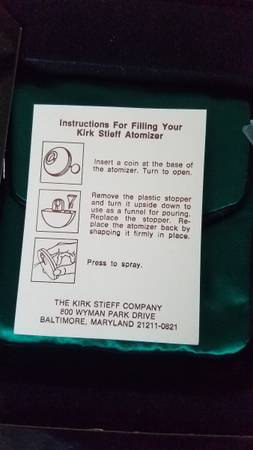 Instructions For Filling Your
Kirk Stieff Atomizer
Insert a coin at the base of
the atomizer. Turn to open.
Remove the plastic stopper
and turn it upside down to
use as a funnel for pouring.
Replace the stopper. Re-
place the atomizer back by
snapping it firmly in place.
Press to spray.
THE KIRK STIEFF COMPANY
800 WYMAN PARK DRIVE
BALTIMORE, MARYLAND 21211-0821